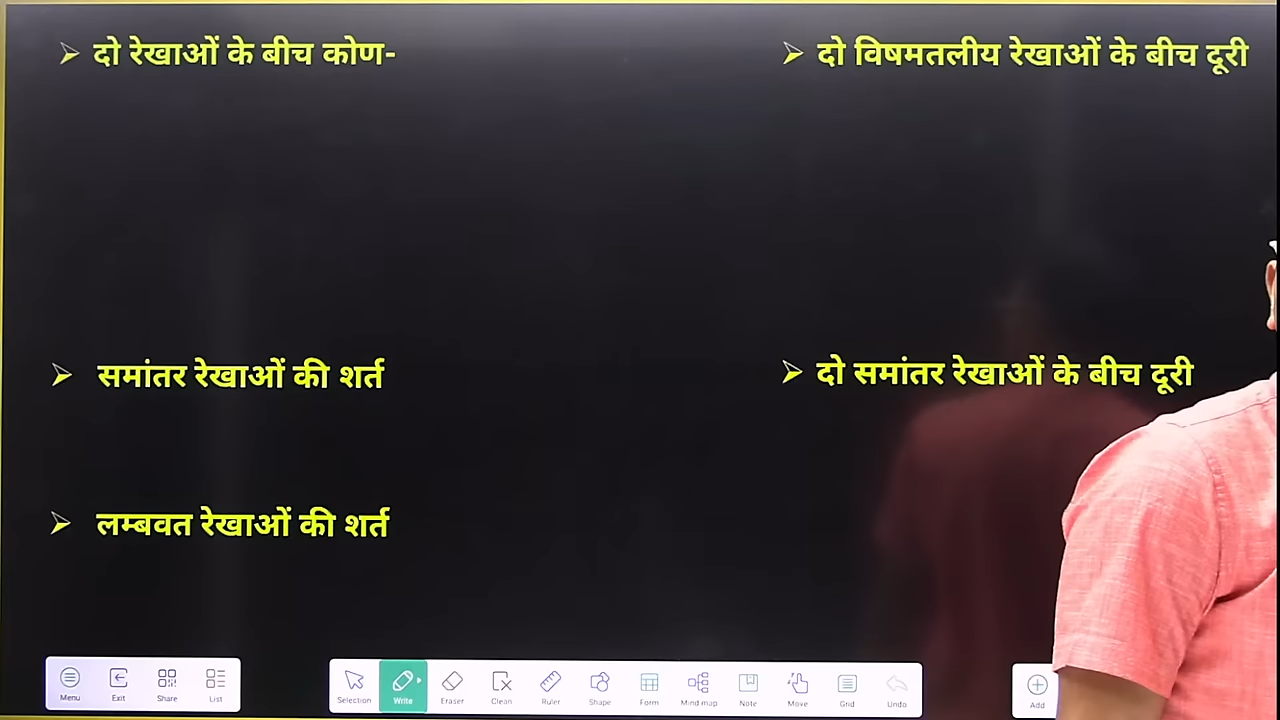 ➢ दो रेखाओं के बीच कोण-
➢ दो विषमतलीय रेखाओं के बीच दूरी
➢ समांतर रेखाओं की शर्त
➢ दो समांतर रेखाओं के बीच दूरी
➢ लम्बवत रेखाओं की शर्त
Menu Exit Share List Selection Write Eraser Clean Ruler Shape Form Mind map Note Move Grid Undo Add